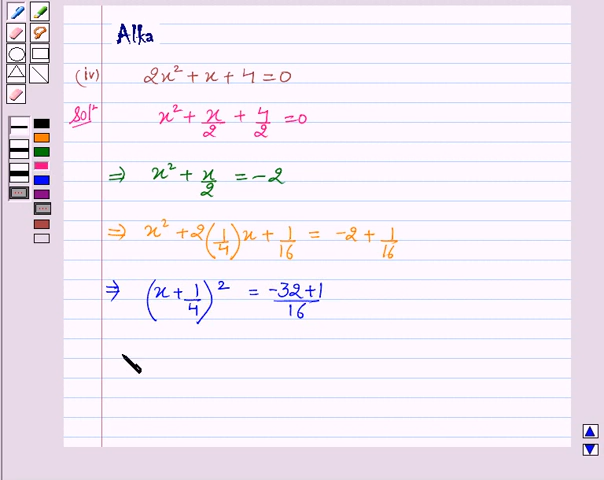 Alka
(iv) 2x² + x + 4 = 0
Solⁿ x² + x/2 + 4/2 = 0
⇒ x² + x/2 = -2
⇒ x² + 2(1/4)x + 1/16 = -2 + 1/16
⇒ (x + 1/4)² = -32+1/16